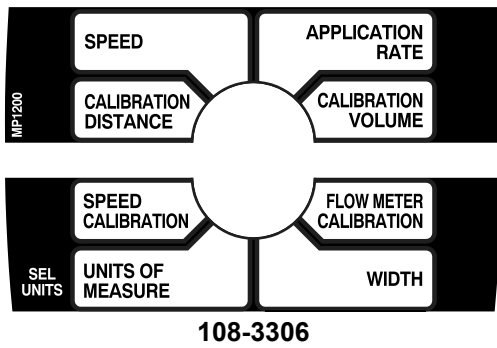 SPEED
APPLICATION
RATE
MP1200
CALIBRATION
DISTANCE
CALIBRATION
VOLUME
SPEED
CALIBRATION
FLOW METER
CALIBRATION
SEL
UNITS
UNITS OF
MEASURE
WIDTH
108-3306